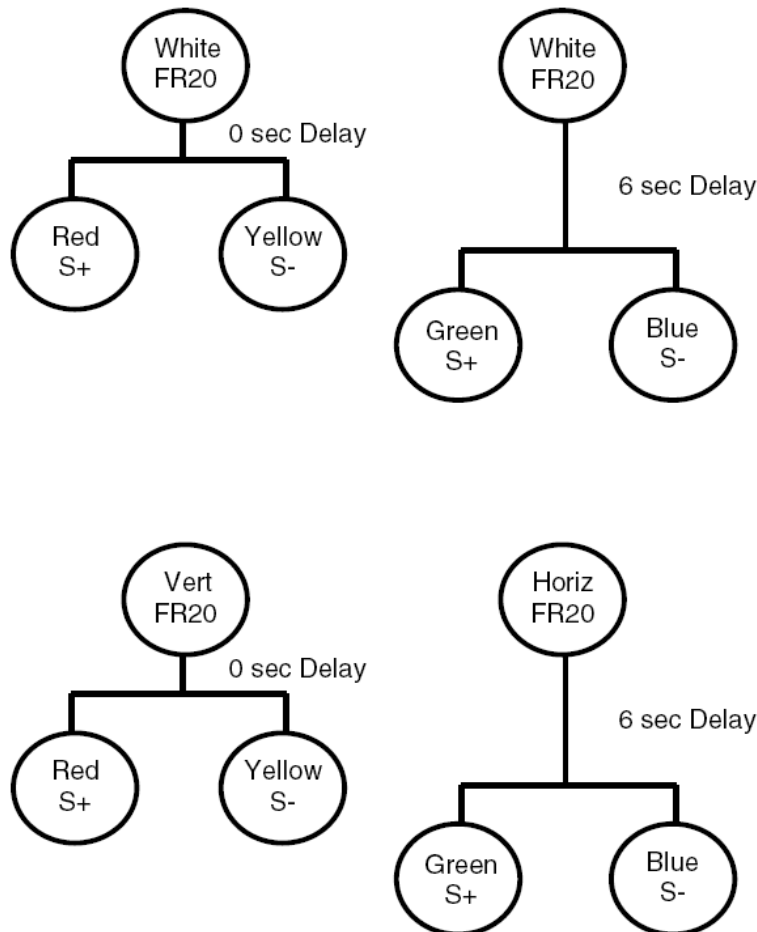 White
FR20
0 sec Delay
Red
S+
Yellow
S-
White
FR20
6 sec Delay
Green
S+
Blue
S-
Vert
FR20
0 sec Delay
Red
S+
Yellow
S-
Horiz
FR20
6 sec Delay
Green
S+
Blue
S-